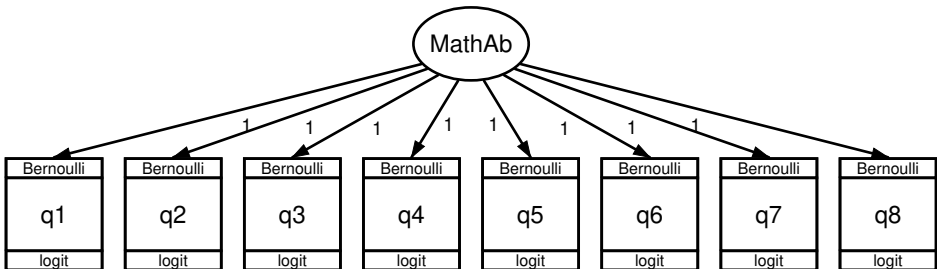 MathAb
1 1 1 1 1 1 1 1
Bernoulli Bernoulli Bernoulli Bernoulli Bernoulli Bernoulli Bernoulli Bernoulli
q1 q2 q3 q4 q5 q6 q7 q8
logit logit logit logit logit logit logit logit